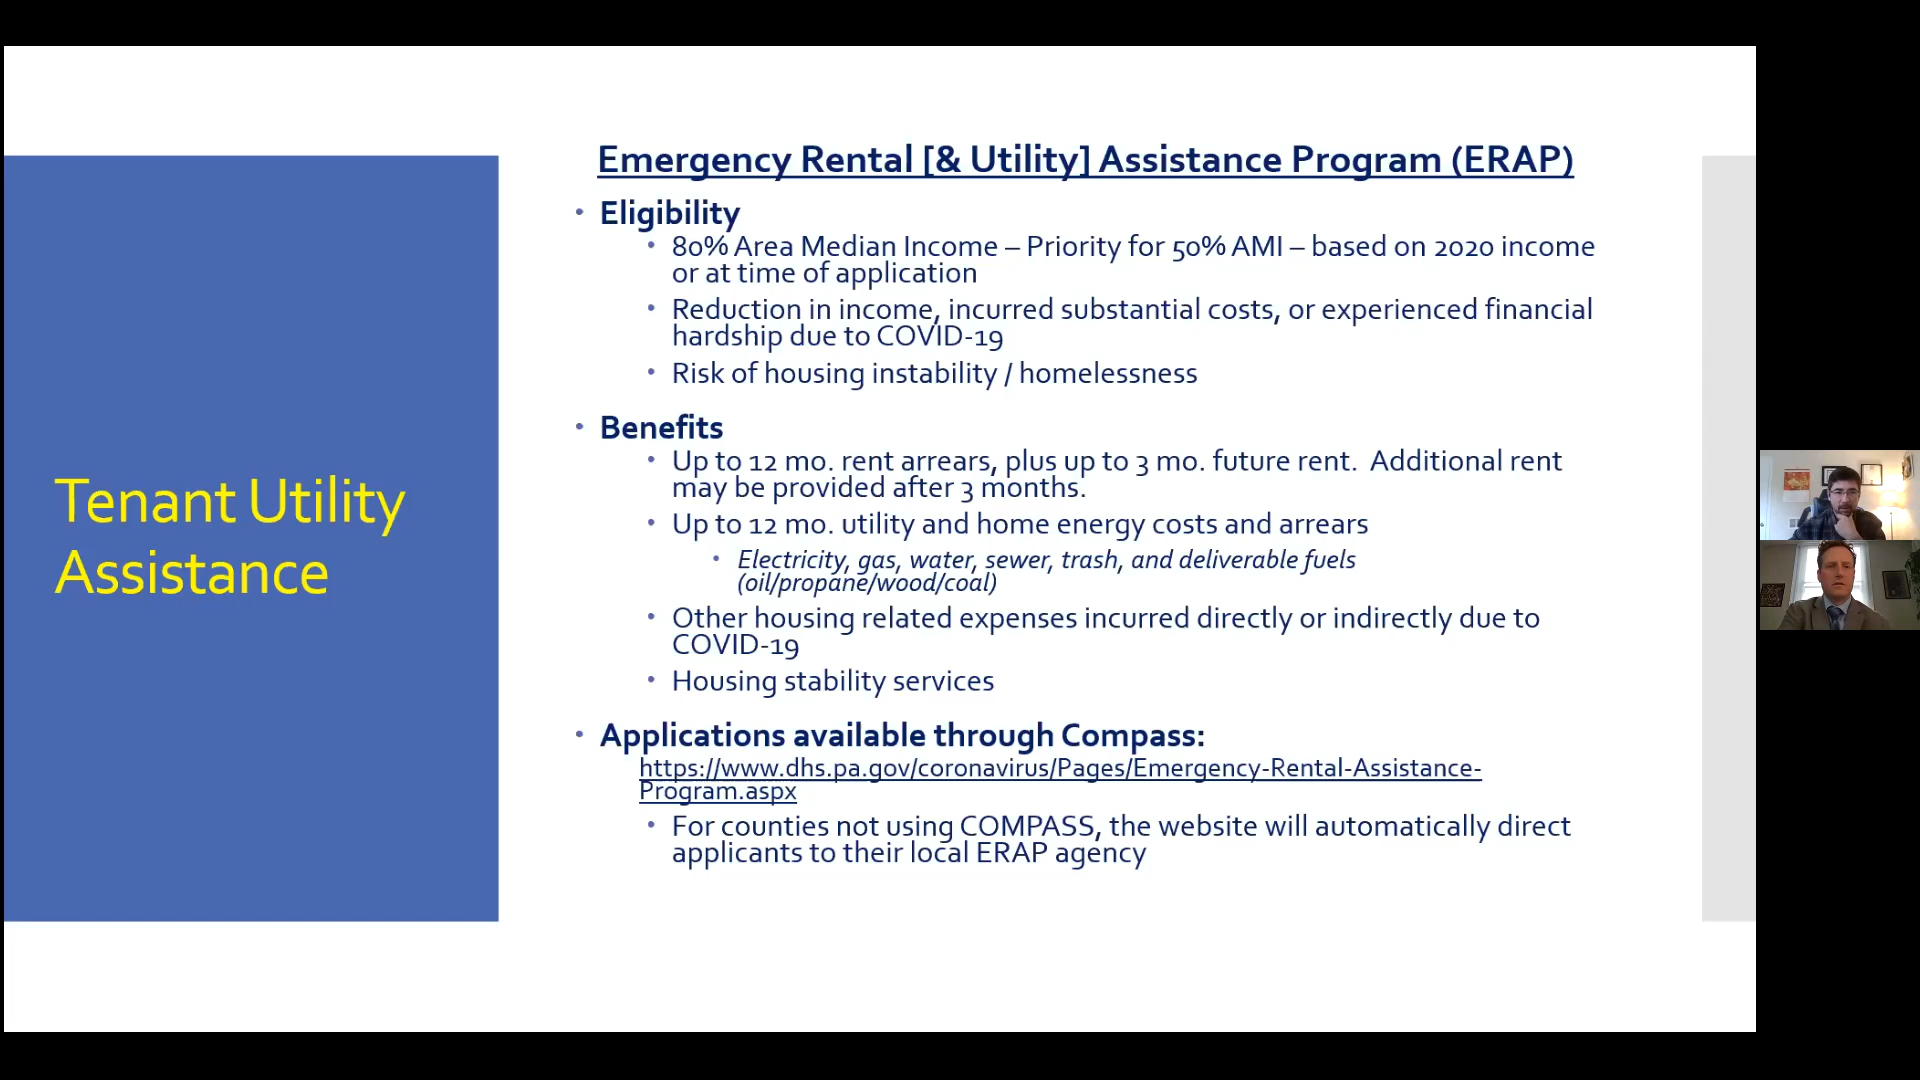 Tenant Utility
Assistance
Emergency Rental [& Utility] Assistance Program (ERAP)
• Eligibility
• 80% Area Median Income – Priority for 50% AMI – based on 2020 income
or at time of application
• Reduction in income, incurred substantial costs, or experienced financial
hardship due to COVID-19
• Risk of housing instability / homelessness
• Benefits
• Up to 12 mo. rent arrears, plus up to 3 mo. future rent.  Additional rent
may be provided after 3 months.
• Up to 12 mo. utility and home energy costs and arrears
• Electricity, gas, water, sewer, trash, and deliverable fuels
(oil/propane/wood/coal)
• Other housing related expenses incurred directly or indirectly due to
COVID-19
• Housing stability services
• Applications available through Compass:
https://www.dhs.pa.gov/coronavirus/Pages/Emergency-Rental-Assistance-
Program.aspx
• For counties not using COMPASS, the website will automatically direct
applicants to their local ERAP agency